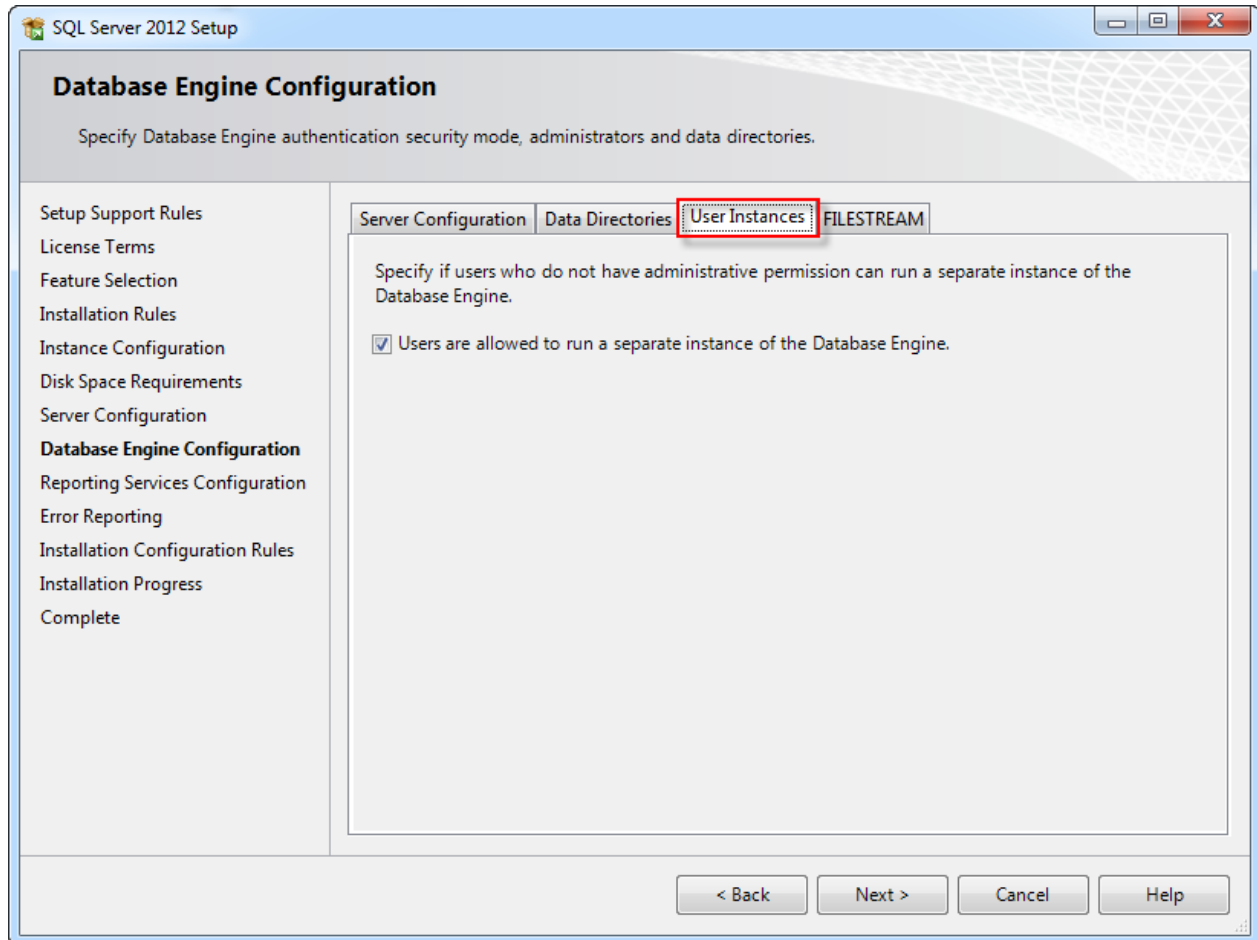 SQL Server 2012 Setup
Database Engine Configuration
Specify Database Engine authentication security mode, administrators and data directories.
Setup Support Rules
License Terms
Feature Selection
Installation Rules
Instance Configuration
Disk Space Requirements
Server Configuration
Database Engine Configuration
Reporting Services Configuration
Error Reporting
Installation Configuration Rules
Installation Progress
Complete
Server Configuration Data Directories User Instances FILESTREAM
Specify if users who do not have administrative permission can run a separate instance of the
Database Engine.
Users are allowed to run a separate instance of the Database Engine.
< Back Next > Cancel Help